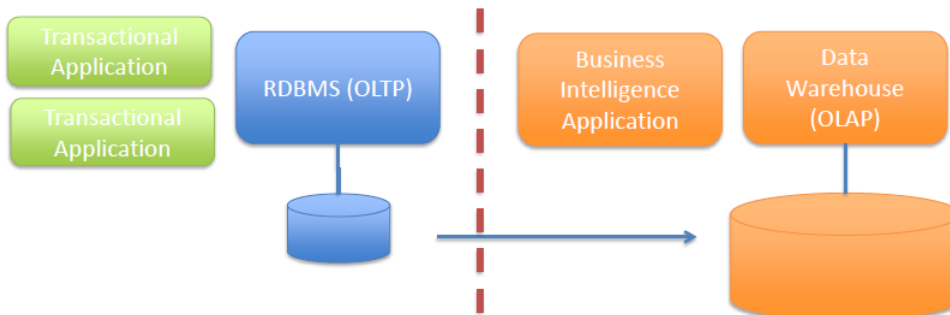 Transactional
Application
Transactional
Application
RDBMS (OLTP)
Business
Intelligence
Application
Data
Warehouse
(OLAP)